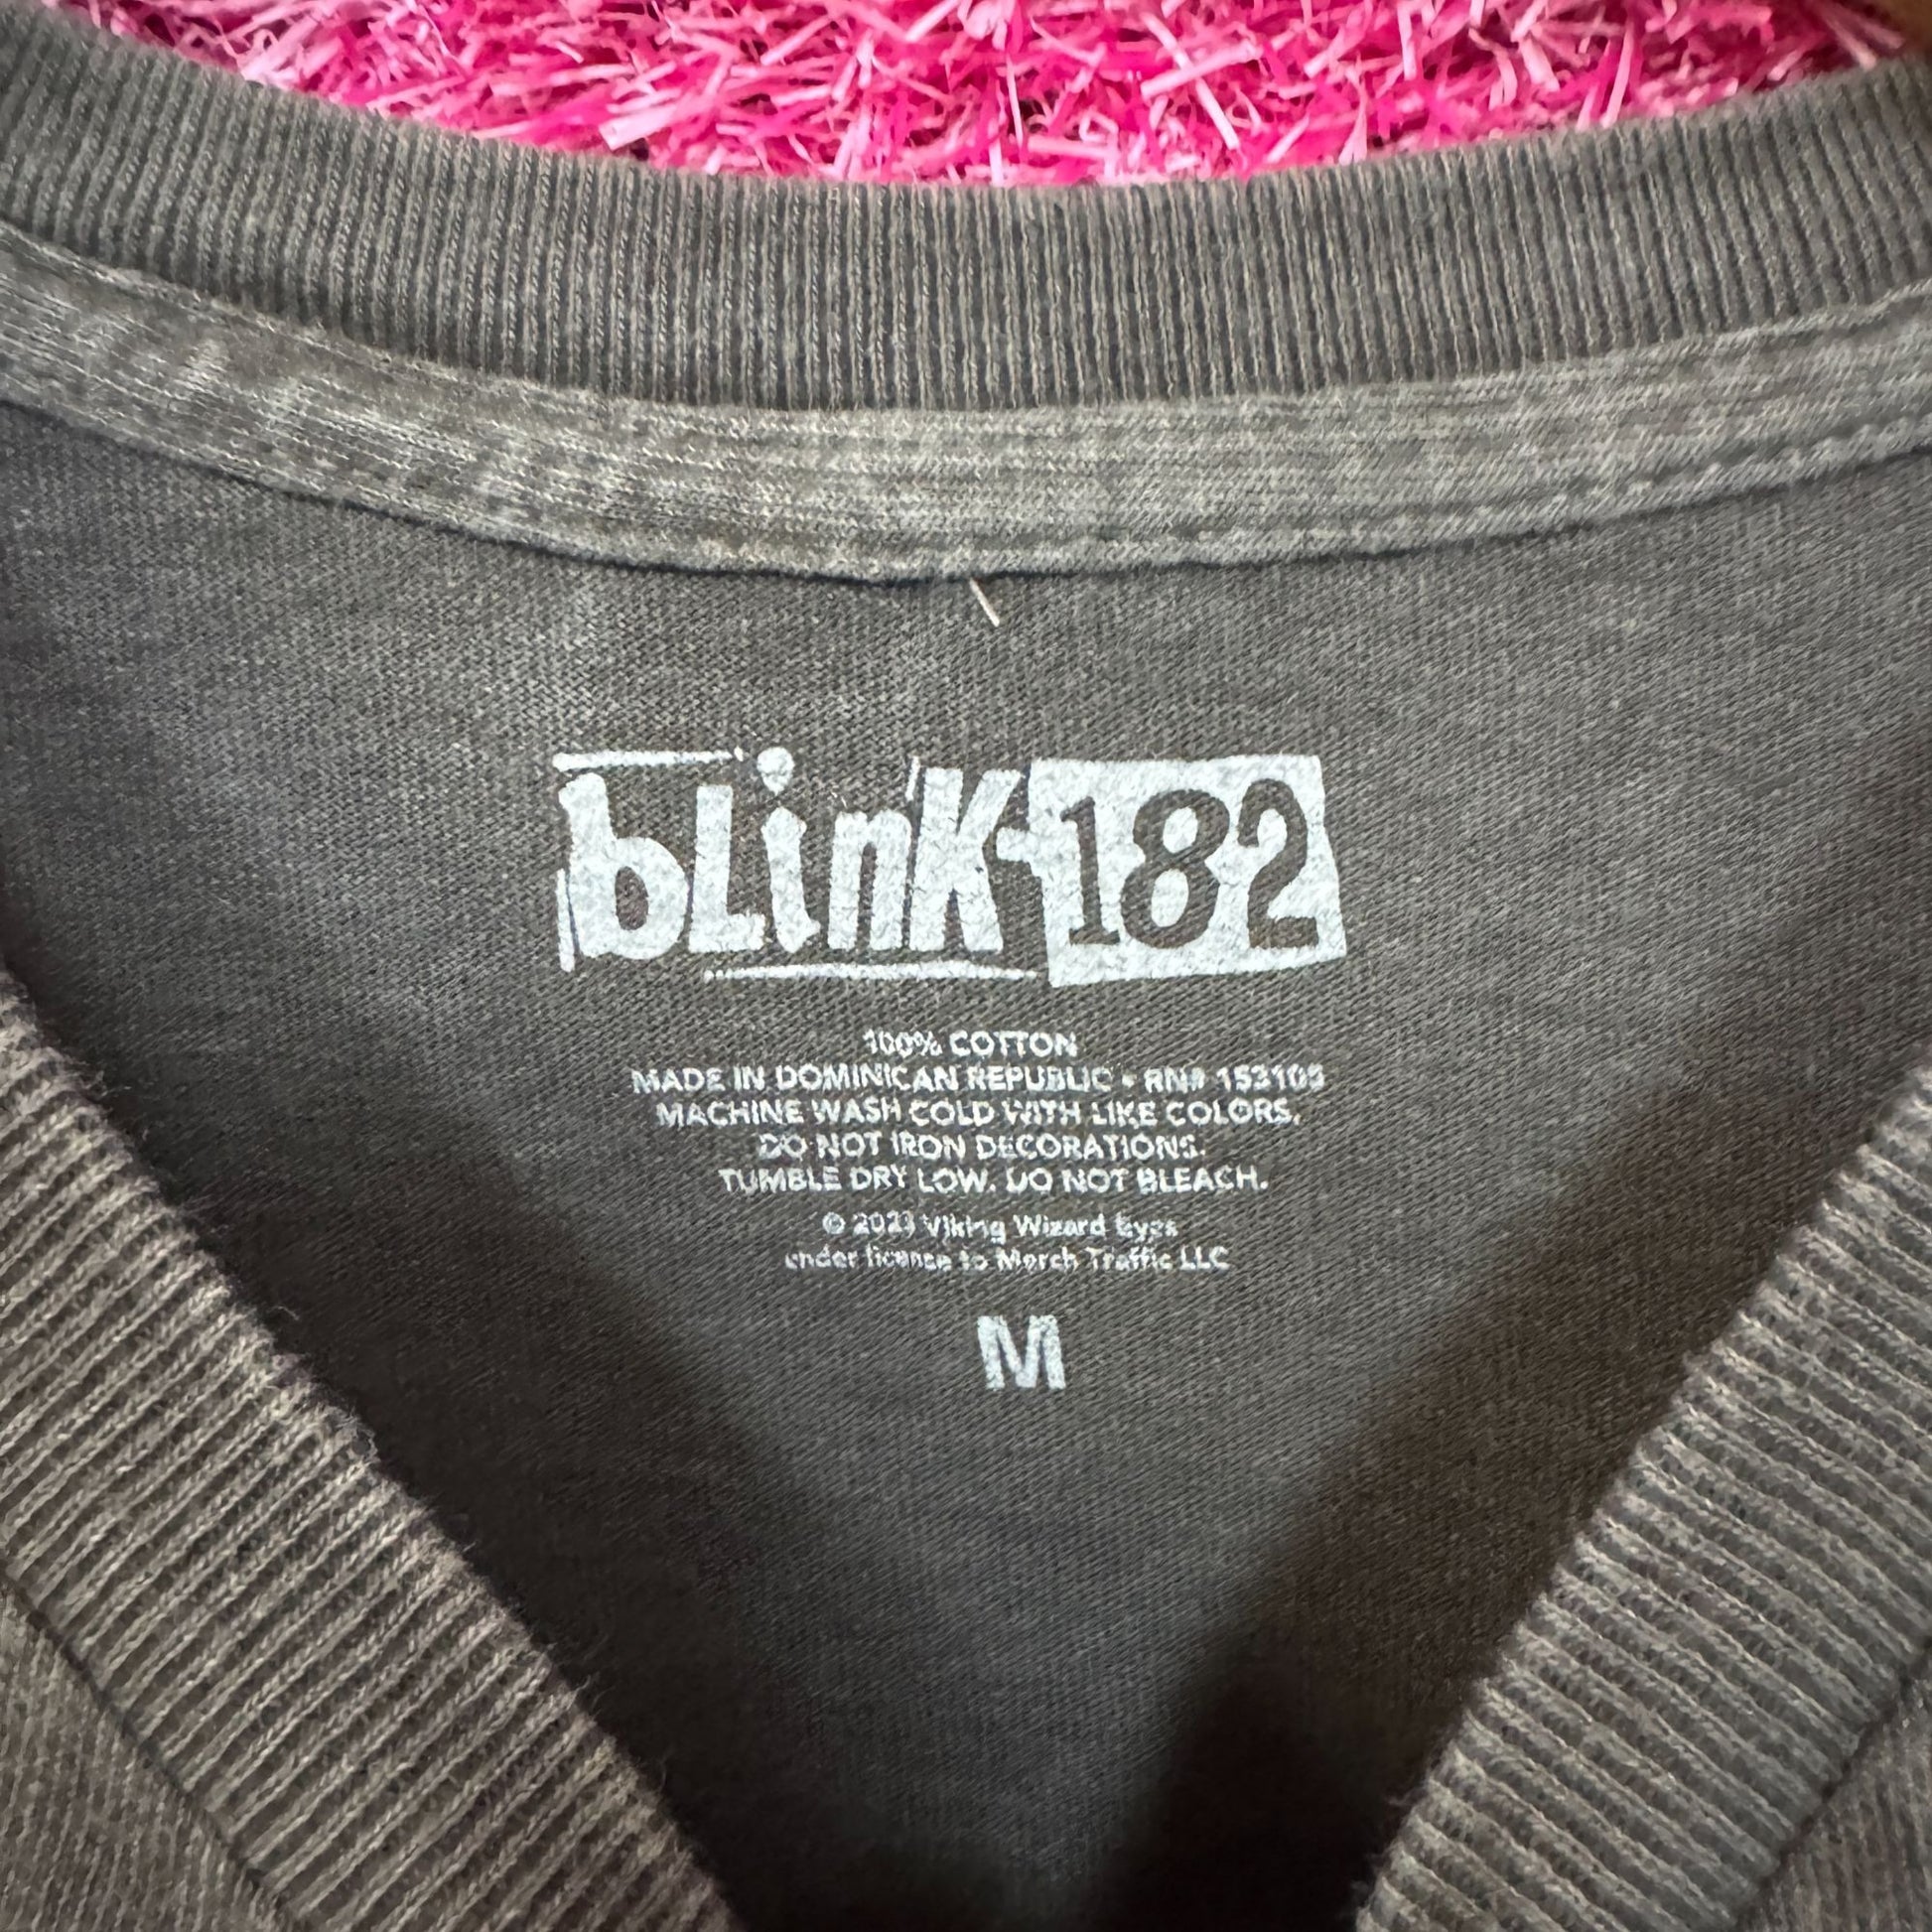 bLinK-182
100% COTTON
MADE IN DOMINICAN REPUBLIC • RN# 153105
MACHINE WASH COLD WITH LIKE COLORS.
DO NOT IRON DECORATIONS.
TUMBLE DRY LOW. DO NOT BLEACH.
© 2023 Viking Wizard Eyes
under license to Merch Traffic LLC
M